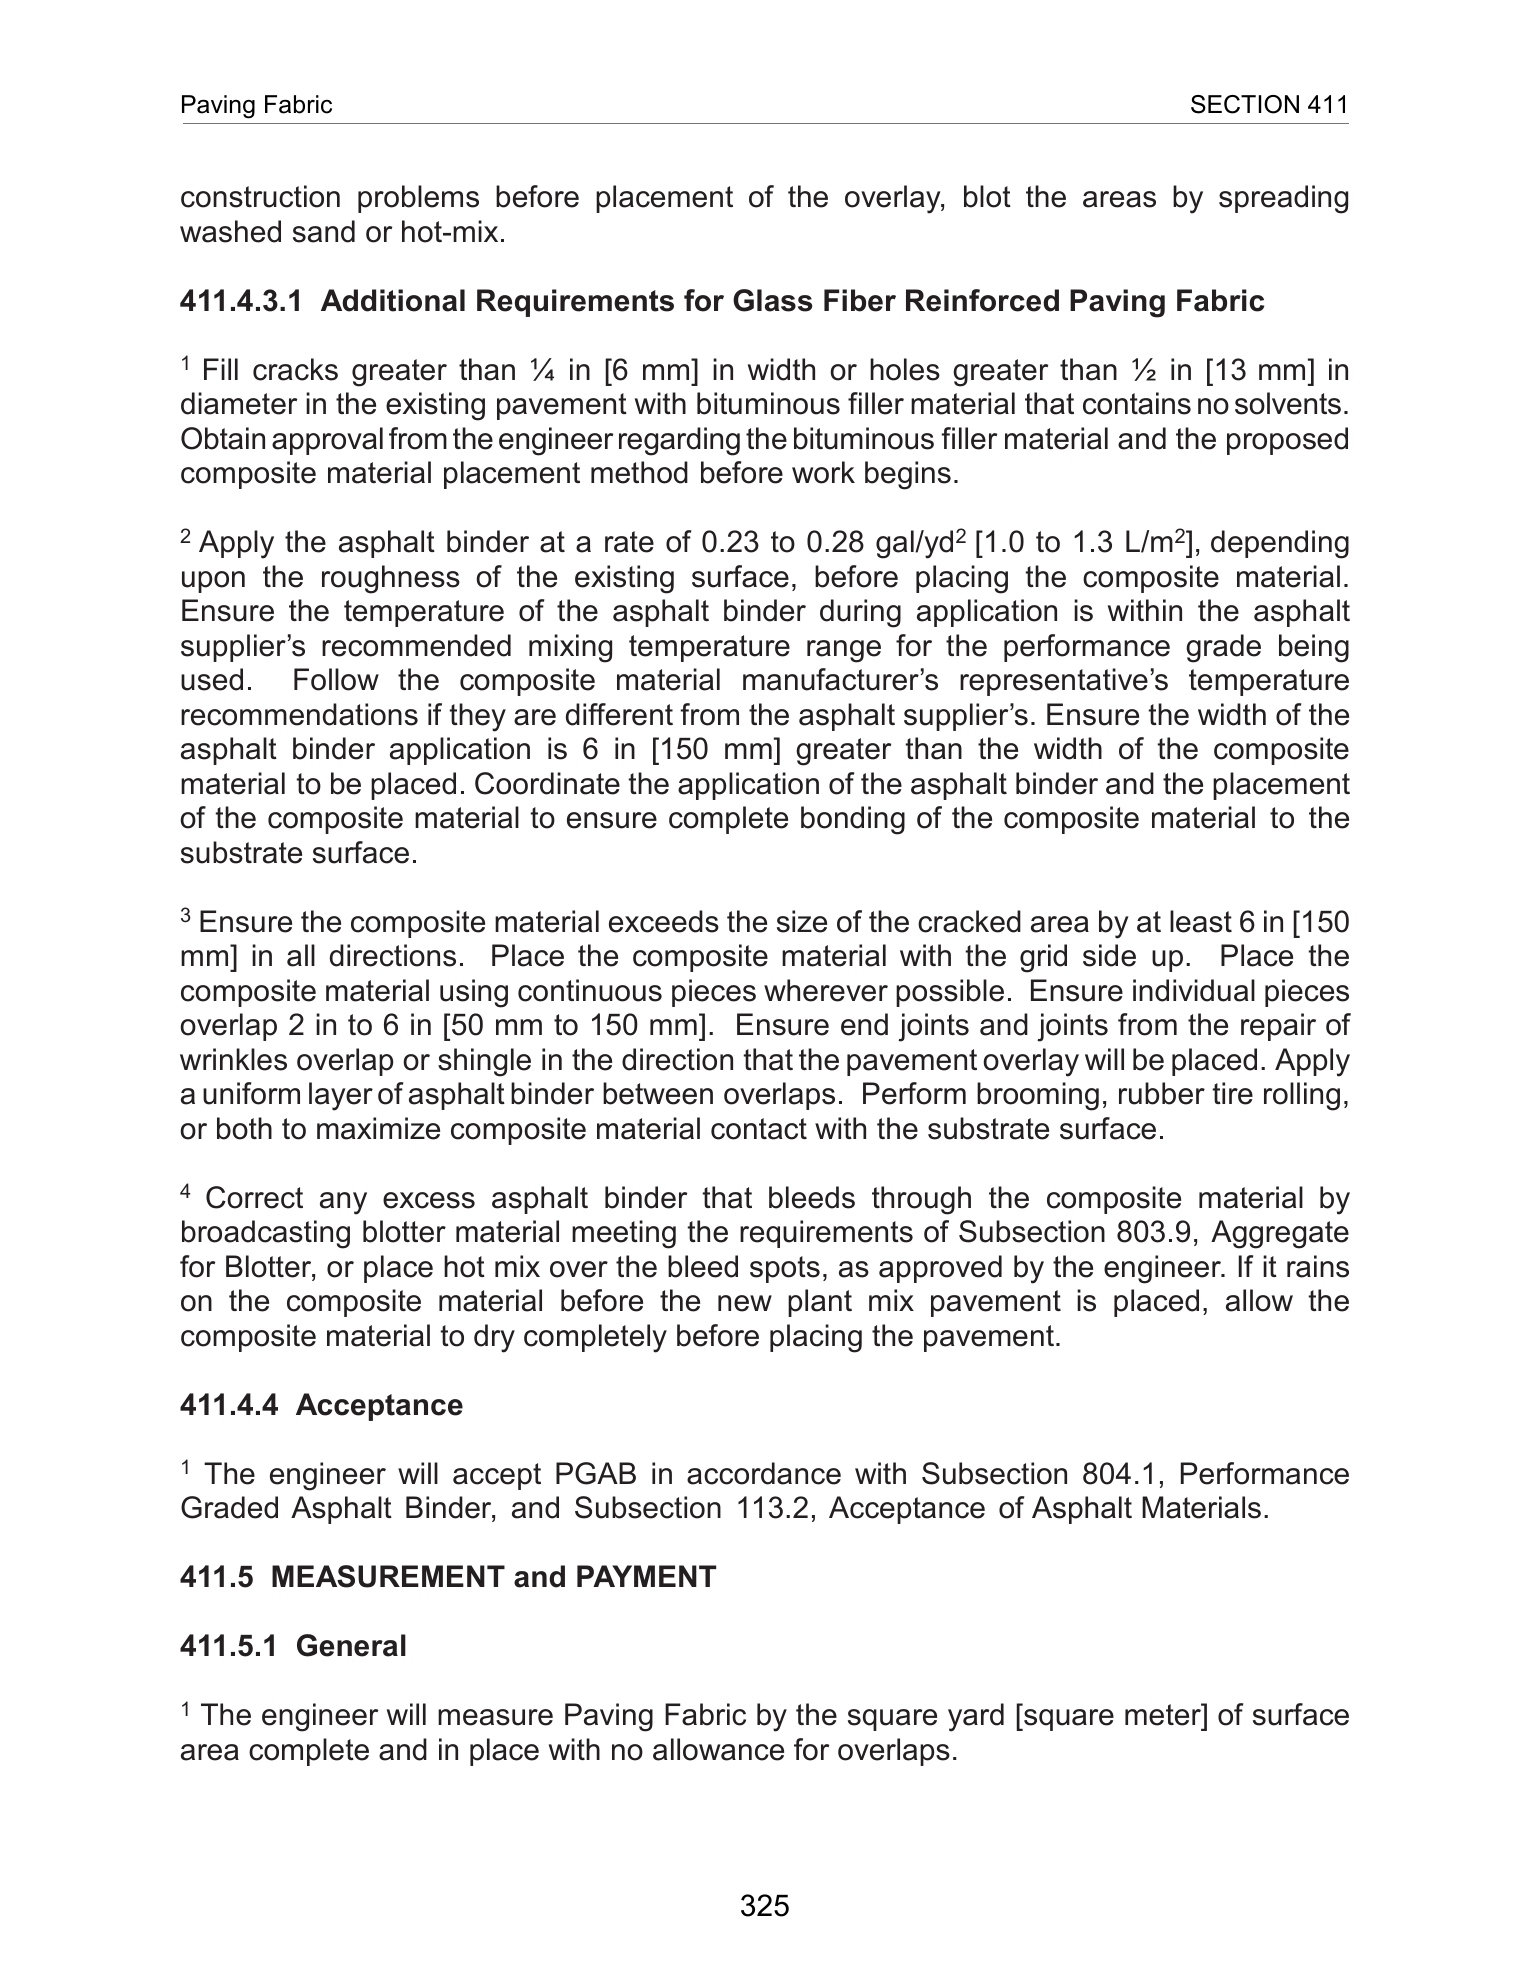 Paving Fabric SECTION 411
construction problems before placement of the overlay, blot the areas by spreading
washed sand or hot-mix.
411.4.3.1 Additional Requirements for Glass Fiber Reinforced Paving Fabric
1 Fill cracks greater than ¼ in [6 mm] in width or holes greater than ½ in [13 mm] in
diameter in the existing pavement with bituminous filler material that contains no solvents.
Obtain approval from the engineer regarding the bituminous filler material and the proposed
composite material placement method before work begins.
2 Apply the asphalt binder at a rate of 0.23 to 0.28 gal/yd2 [1.0 to 1.3 L/m2], depending
upon the roughness of the existing surface, before placing the composite material.
Ensure the temperature of the asphalt binder during application is within the asphalt
supplier’s recommended mixing temperature range for the performance grade being
used. Follow the composite material manufacturer’s representative’s temperature
recommendations if they are different from the asphalt supplier’s. Ensure the width of the
asphalt binder application is 6 in [150 mm] greater than the width of the composite
material to be placed. Coordinate the application of the asphalt binder and the placement
of the composite material to ensure complete bonding of the composite material to the
substrate surface.
3 Ensure the composite material exceeds the size of the cracked area by at least 6 in [150
mm] in all directions. Place the composite material with the grid side up. Place the
composite material using continuous pieces wherever possible. Ensure individual pieces
overlap 2 in to 6 in [50 mm to 150 mm]. Ensure end joints and joints from the repair of
wrinkles overlap or shingle in the direction that the pavement overlay will be placed. Apply
a uniform layer of asphalt binder between overlaps. Perform brooming, rubber tire rolling,
or both to maximize composite material contact with the substrate surface.
4 Correct any excess asphalt binder that bleeds through the composite material by
broadcasting blotter material meeting the requirements of Subsection 803.9, Aggregate
for Blotter, or place hot mix over the bleed spots, as approved by the engineer. If it rains
on the composite material before the new plant mix pavement is placed, allow the
composite material to dry completely before placing the pavement.
411.4.4 Acceptance
1 The engineer will accept PGAB in accordance with Subsection 804.1, Performance
Graded Asphalt Binder, and Subsection 113.2, Acceptance of Asphalt Materials.
411.5 MEASUREMENT and PAYMENT
411.5.1 General
1 The engineer will measure Paving Fabric by the square yard [square meter] of surface
area complete and in place with no allowance for overlaps.
325